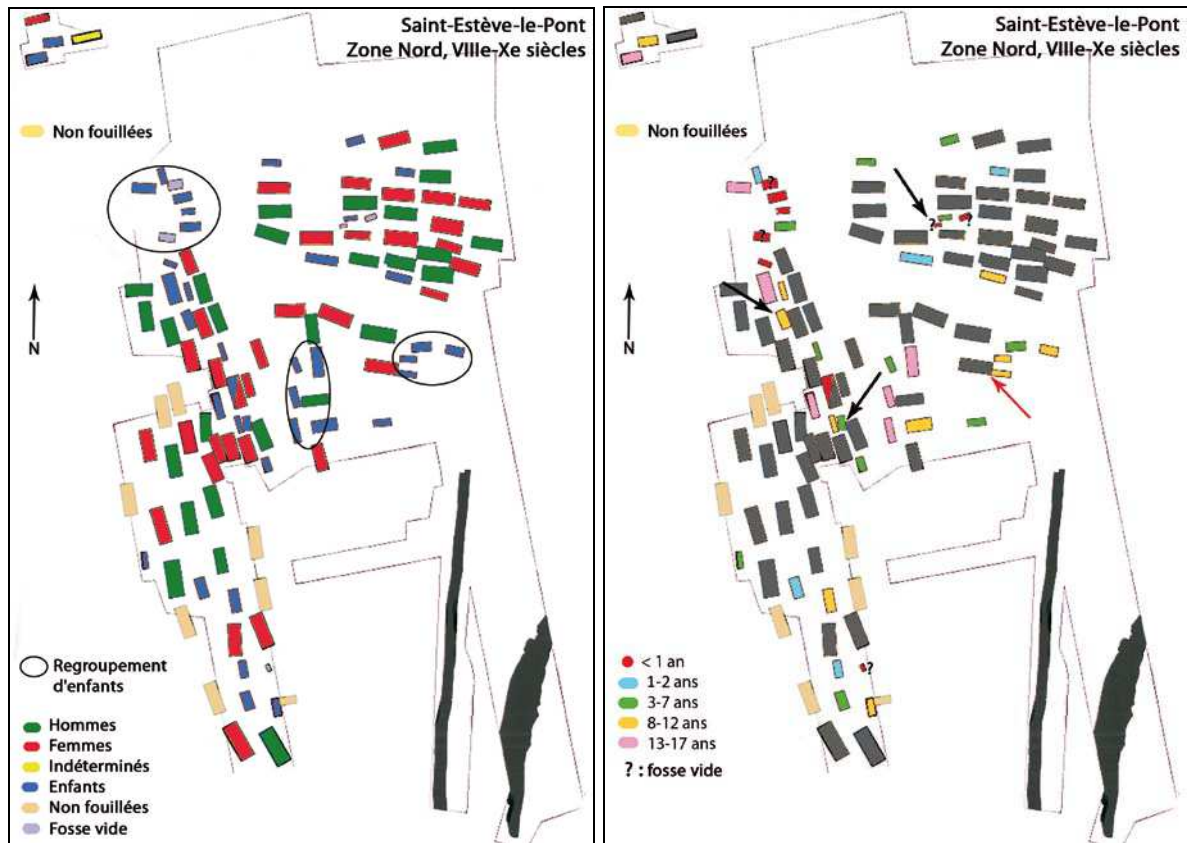 Saint-Estève-le-Pont
Zone Nord, VIIIe-Xe siècles
Non fouillées
N
Regroupement
d'enfants
Hommes
Femmes
Indéterminés
Enfants
Non fouillées
Fosse vide
Saint-Estève-le-Pont
Zone Nord, VIIIe-Xe siècles
Non fouillées
?
?
?
?
N
?
< 1 an
1-2 ans
3-7 ans
8-12 ans
13-17 ans
? : fosse vide